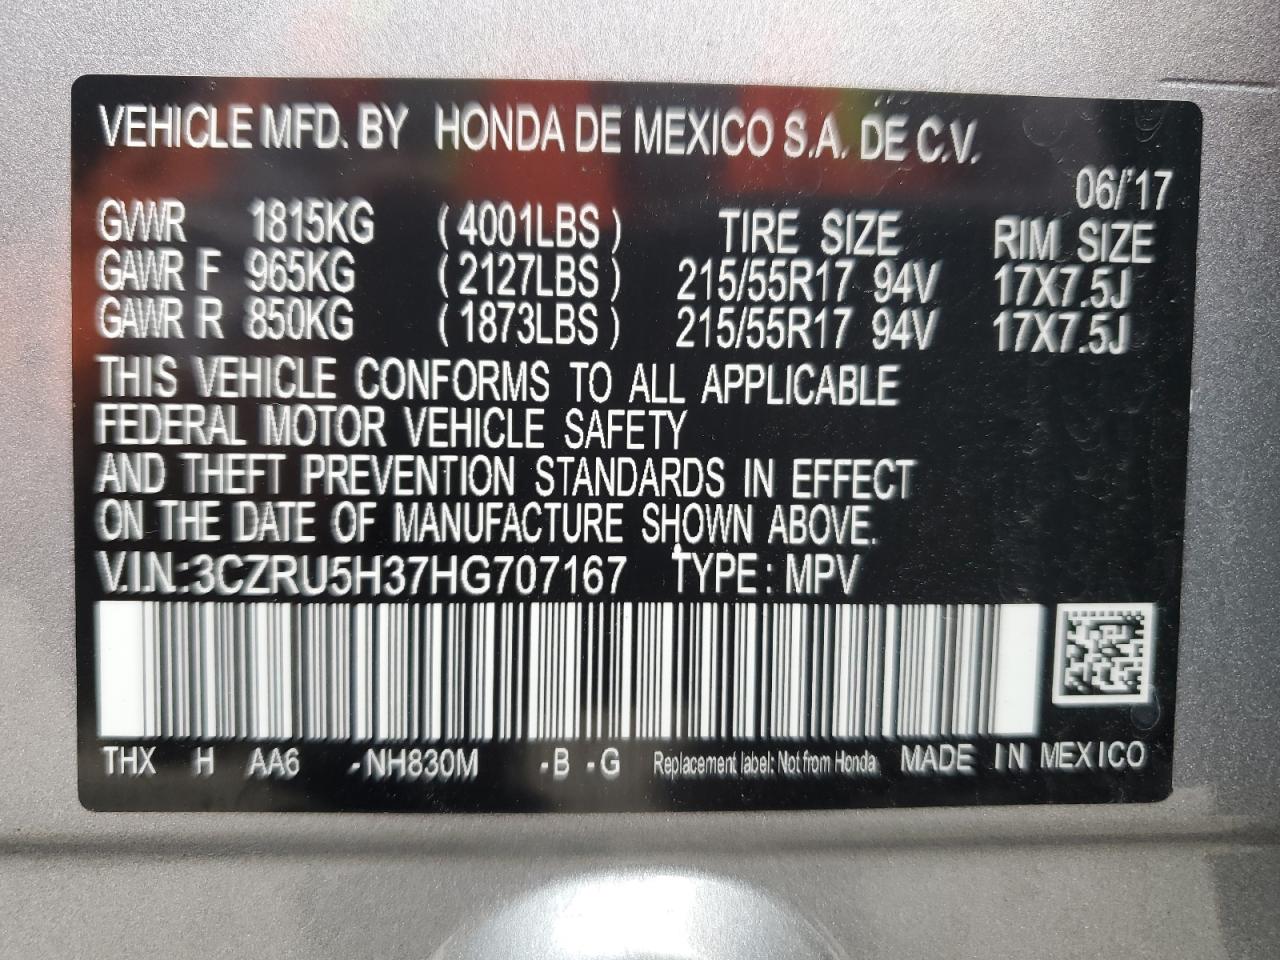 VEHICLE MFD. BY HONDA DE MEXICO S.A. DE C.V.
06/'17
GVWR 1815KG (4001LBS) TIRE SIZE RIM SIZE
GAWR F 965KG (2127LBS) 215/55R17 94V 17X7.5J
GAWR R 850KG (1873LBS) 215/55R17 94V 17X7.5J
THIS VEHICLE CONFORMS TO ALL APPLICABLE
FEDERAL MOTOR VEHICLE SAFETY
AND THEFT PREVENTION STANDARDS IN EFFECT
ON THE DATE OF MANUFACTURE SHOWN ABOVE.
V.I.N.:3CZRU5H37HG707167 TYPE: MPV
THX H AA6 -NH830M -B -G Replacement label: Not from Honda MADE IN MEXICO